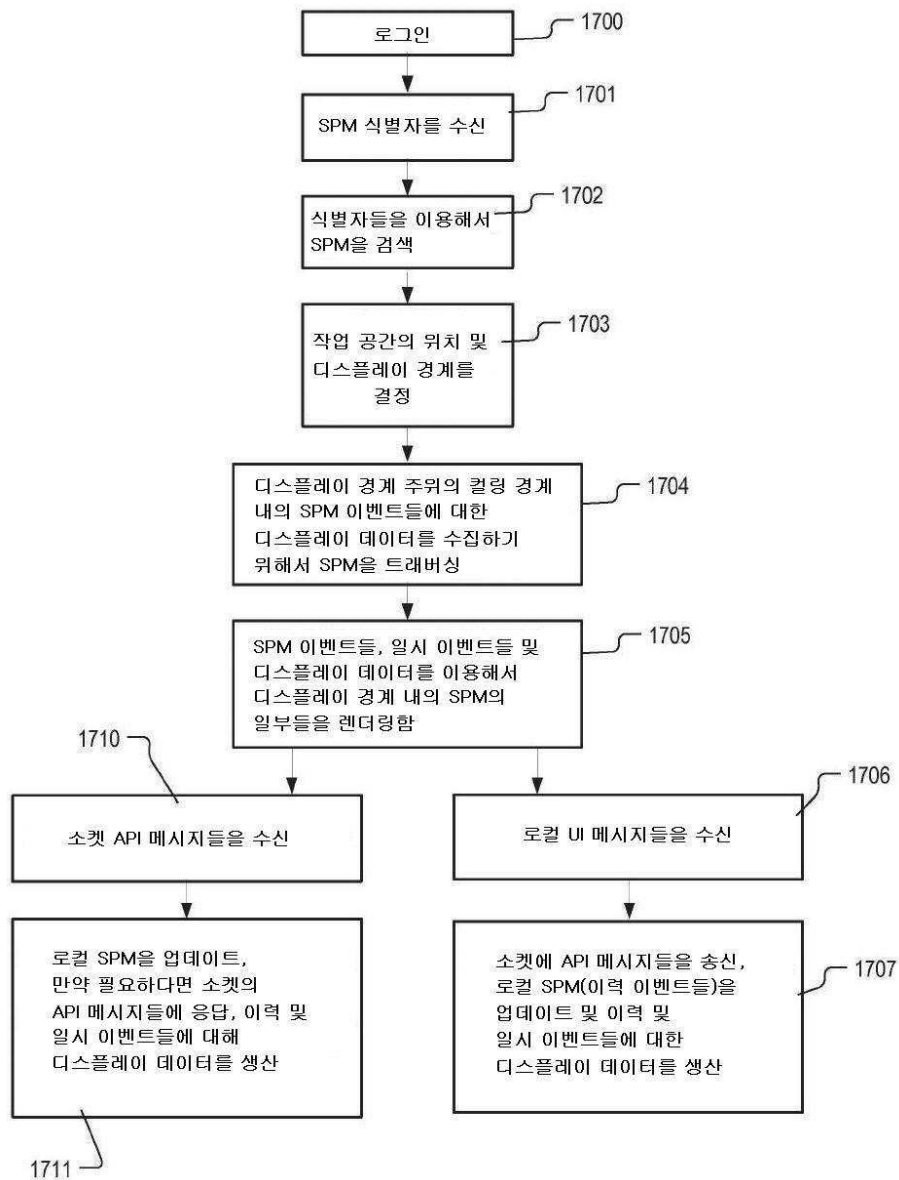 로그인
1700
SPM 식별자를 수신
1701
식별자들을 이용해서
SPM을 검색
1702
작업 공간의 위치 및
디스플레이 경계를
결정
1703
디스플레이 경계 주위의 컬링 경계
내의 SPM 이벤트들에 대한
디스플레이 데이터를 수집하기
위해서 SPM을 트래버싱
1704
SPM 이벤트들, 일시 이벤트들 및
디스플레이 데이터를 이용해서
디스플레이 경계 내의 SPM의
일부들을 렌더링함
1705
1710
소켓 API 메시지들을 수신
로컬 UI 메시지들을 수신
1706
로컬 SPM을 업데이트,
만약 필요하다면 소켓의
API 메시지들에 응답, 이력 및
일시 이벤트들에 대해
디스플레이 데이터를 생산
1711
소켓에 API 메시지들을 송신,
로컬 SPM(이력 이벤트들)을
업데이트 및 이력 및
일시 이벤트들에 대한
디스플레이 데이터를 생산
1707